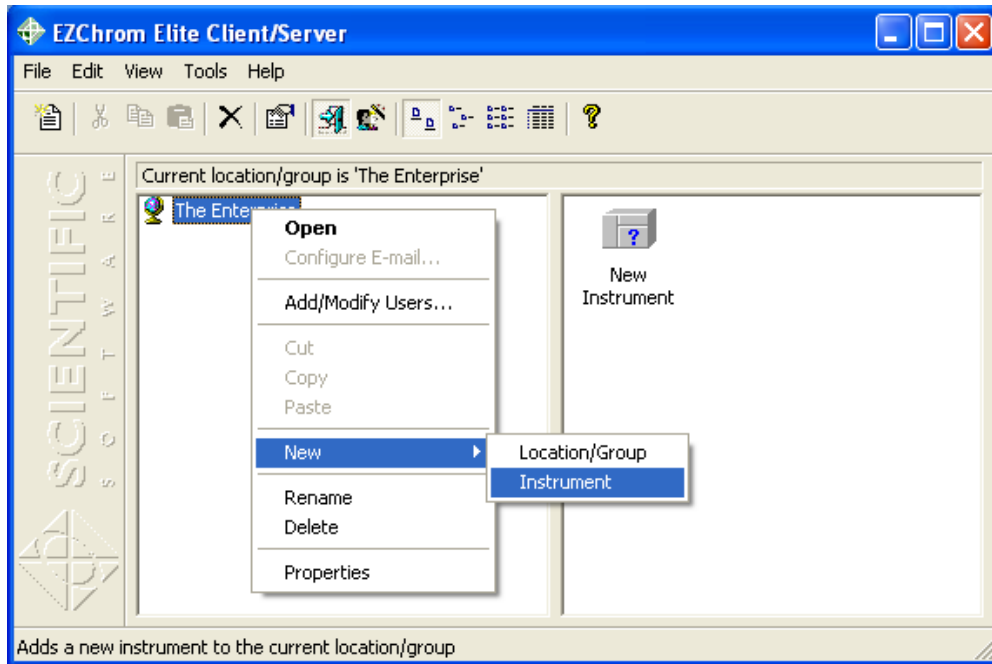 EZChrom Elite Client/Server
File Edit View Tools Help
Current location/group is 'The Enterprise'
The Enterprise
Open
Configure E-mail...
Add/Modify Users...
Cut
Copy
Paste
New
Rename
Delete
Properties
Location/Group
Instrument
?
New
Instrument
SCIENTIFIC
SOFTWARE
Adds a new instrument to the current location/group